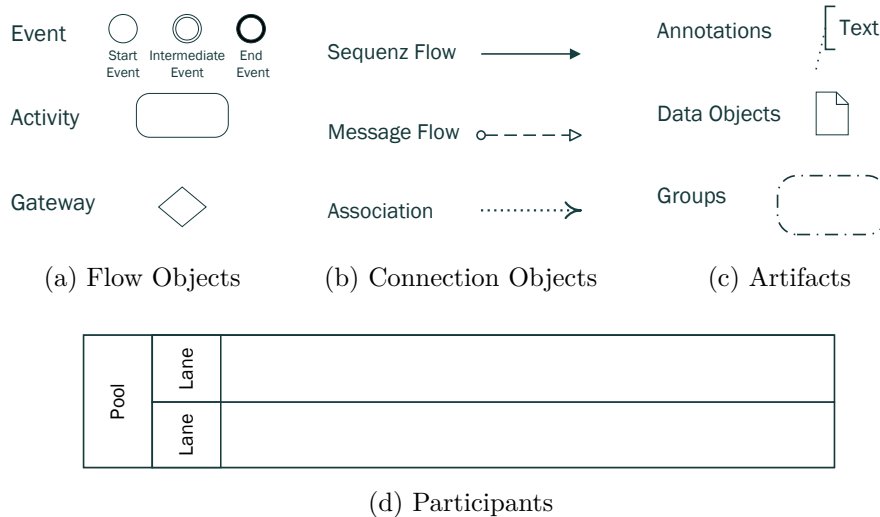 Event
Start Event
Intermediate Event
End Event
Activity
Gateway
(a) Flow Objects
Sequenz Flow
Message Flow
Association
(b) Connection Objects
Annotations
Text
Data Objects
Groups
(c) Artifacts
Pool
Lane
Lane
(d) Participants